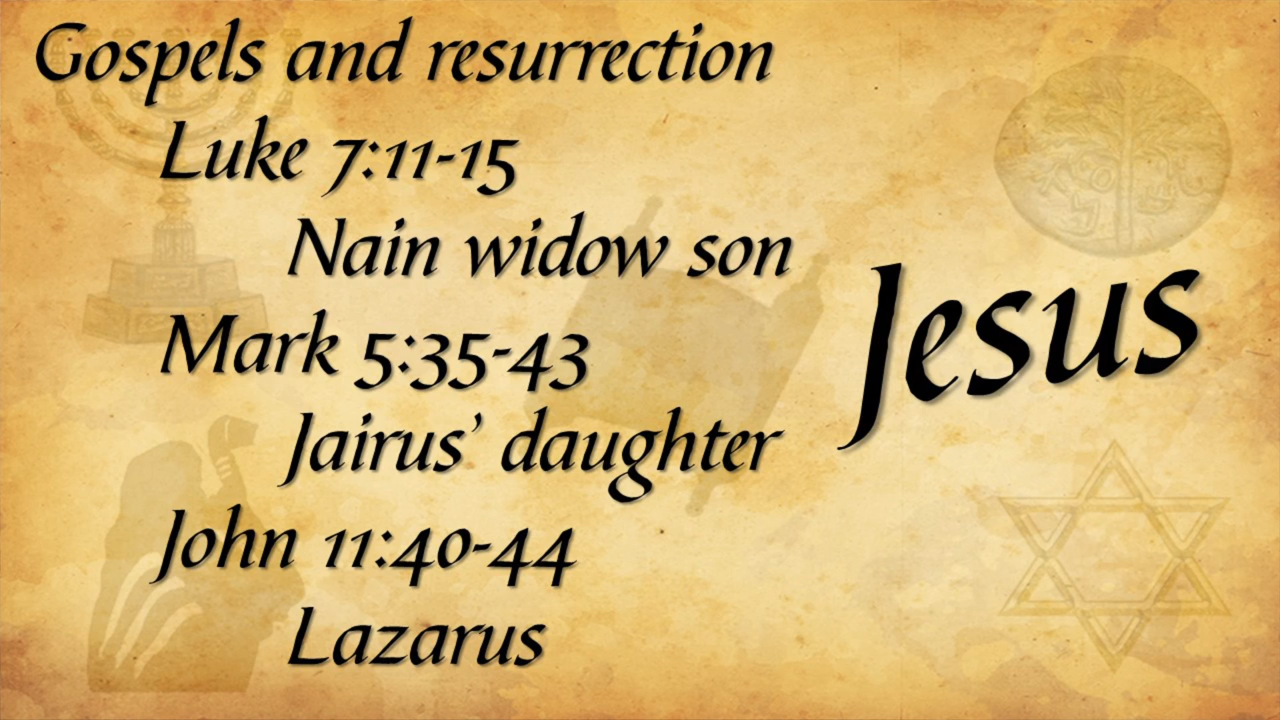 Gospels and resurrection
Luke 7:11-15
Nain widow son
Mark 5:35-43
Jairus’ daughter
John 11:40-44
Lazarus
Jesus